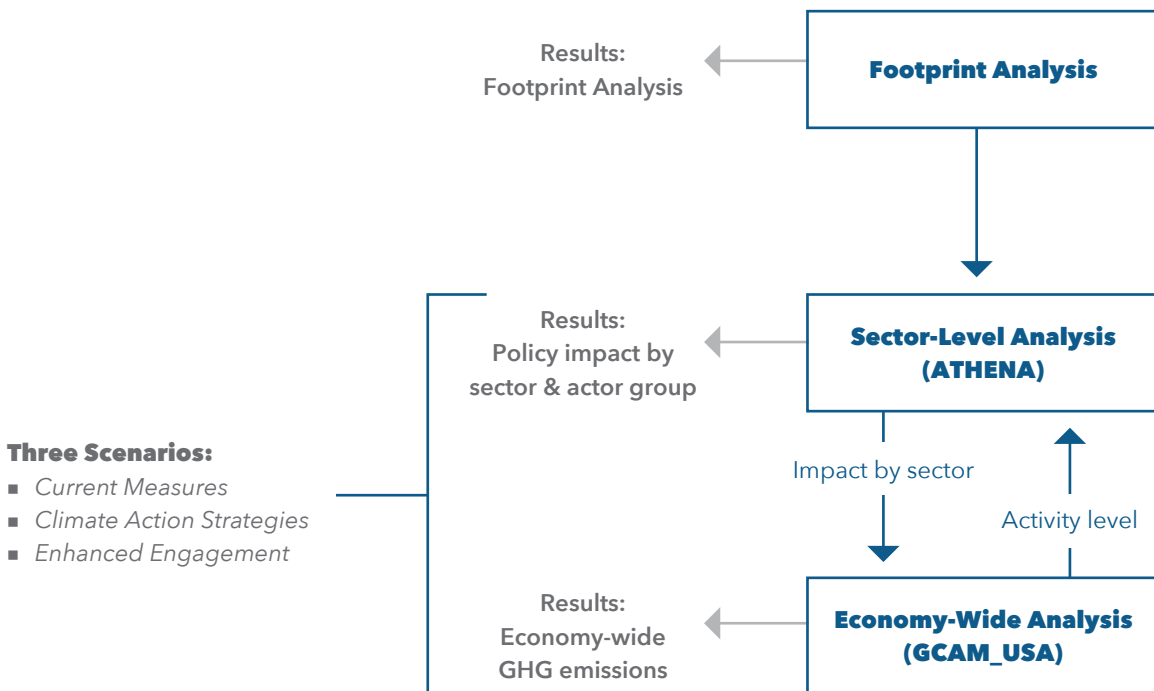 Results:
Footprint Analysis
Footprint Analysis
Results:
Policy impact by
sector & actor group
Sector-Level Analysis
(ATHENA)
Three Scenarios:
▪ Current Measures
▪ Climate Action Strategies
▪ Enhanced Engagement
Impact by sector
Activity level
Results:
Economy-wide
GHG emissions
Economy-Wide Analysis
(GCAM_USA)